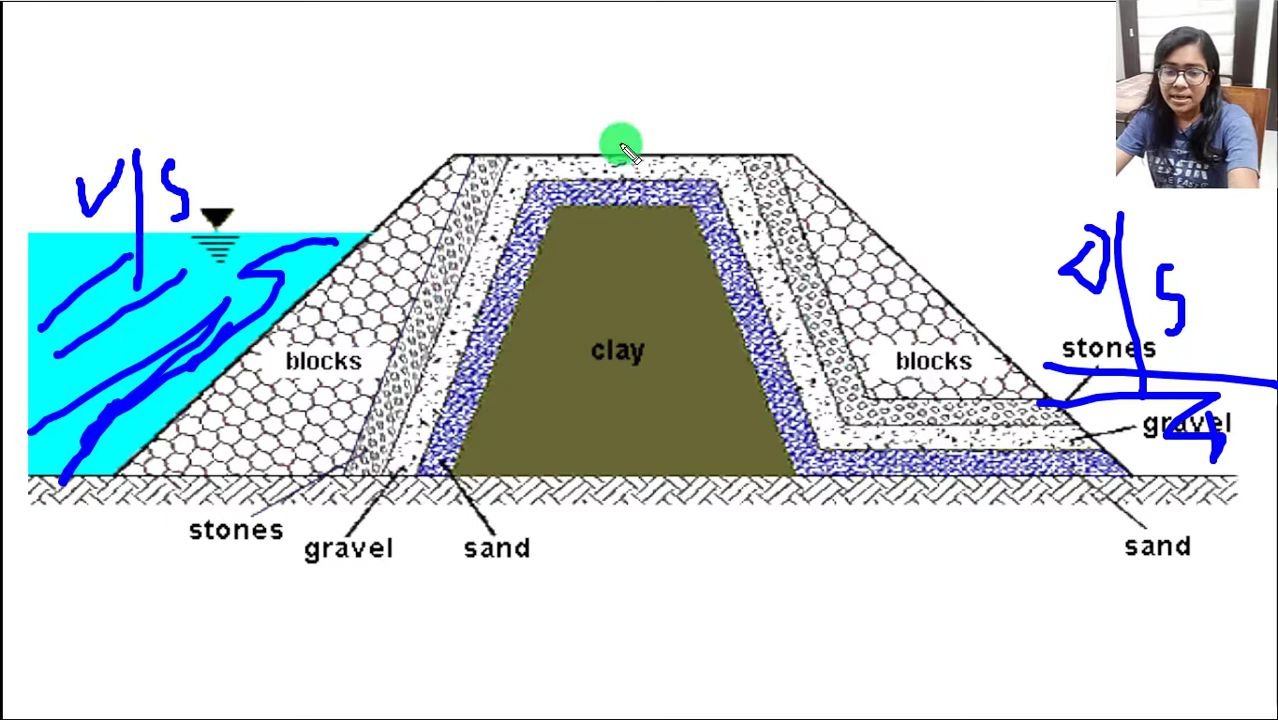 U/S
D/S
clay
blocks
blocks
stones
gravel
stones
gravel
sand
sand